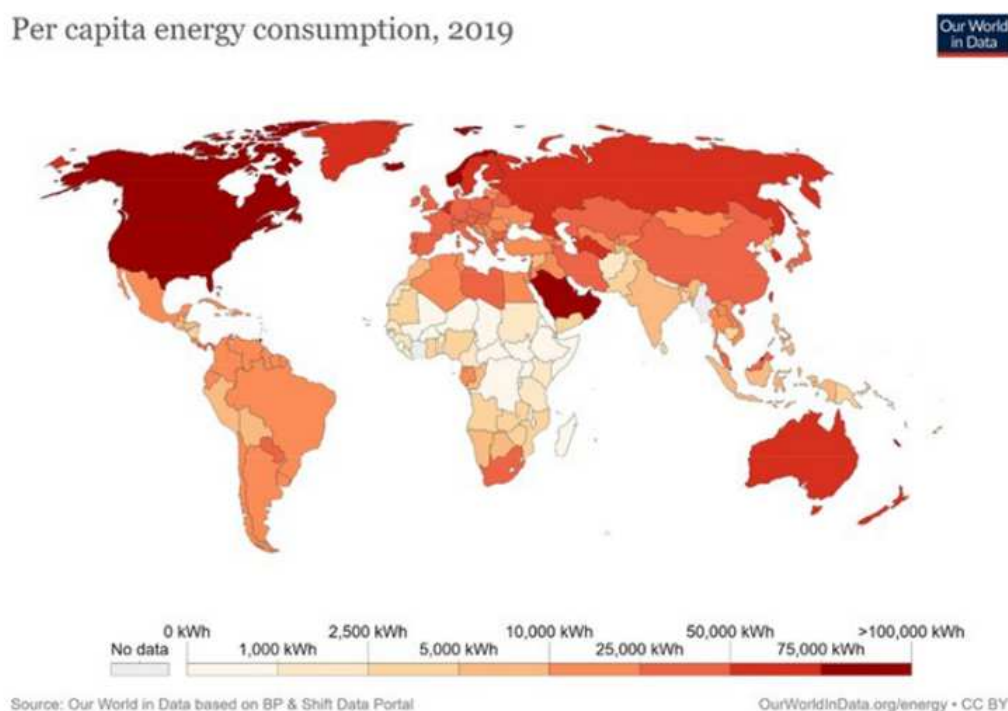 Per capita energy consumption, 2019
Our World
in Data
0 kWh 2,500 kWh 10,000 kWh 50,000 kWh >100,000 kWh
No data 1,000 kWh 5,000 kWh 25,000 kWh 75,000 kWh
Source: Our World in Data based on BP & Shift Data Portal
OurWorldInData.org/energy • CC BY